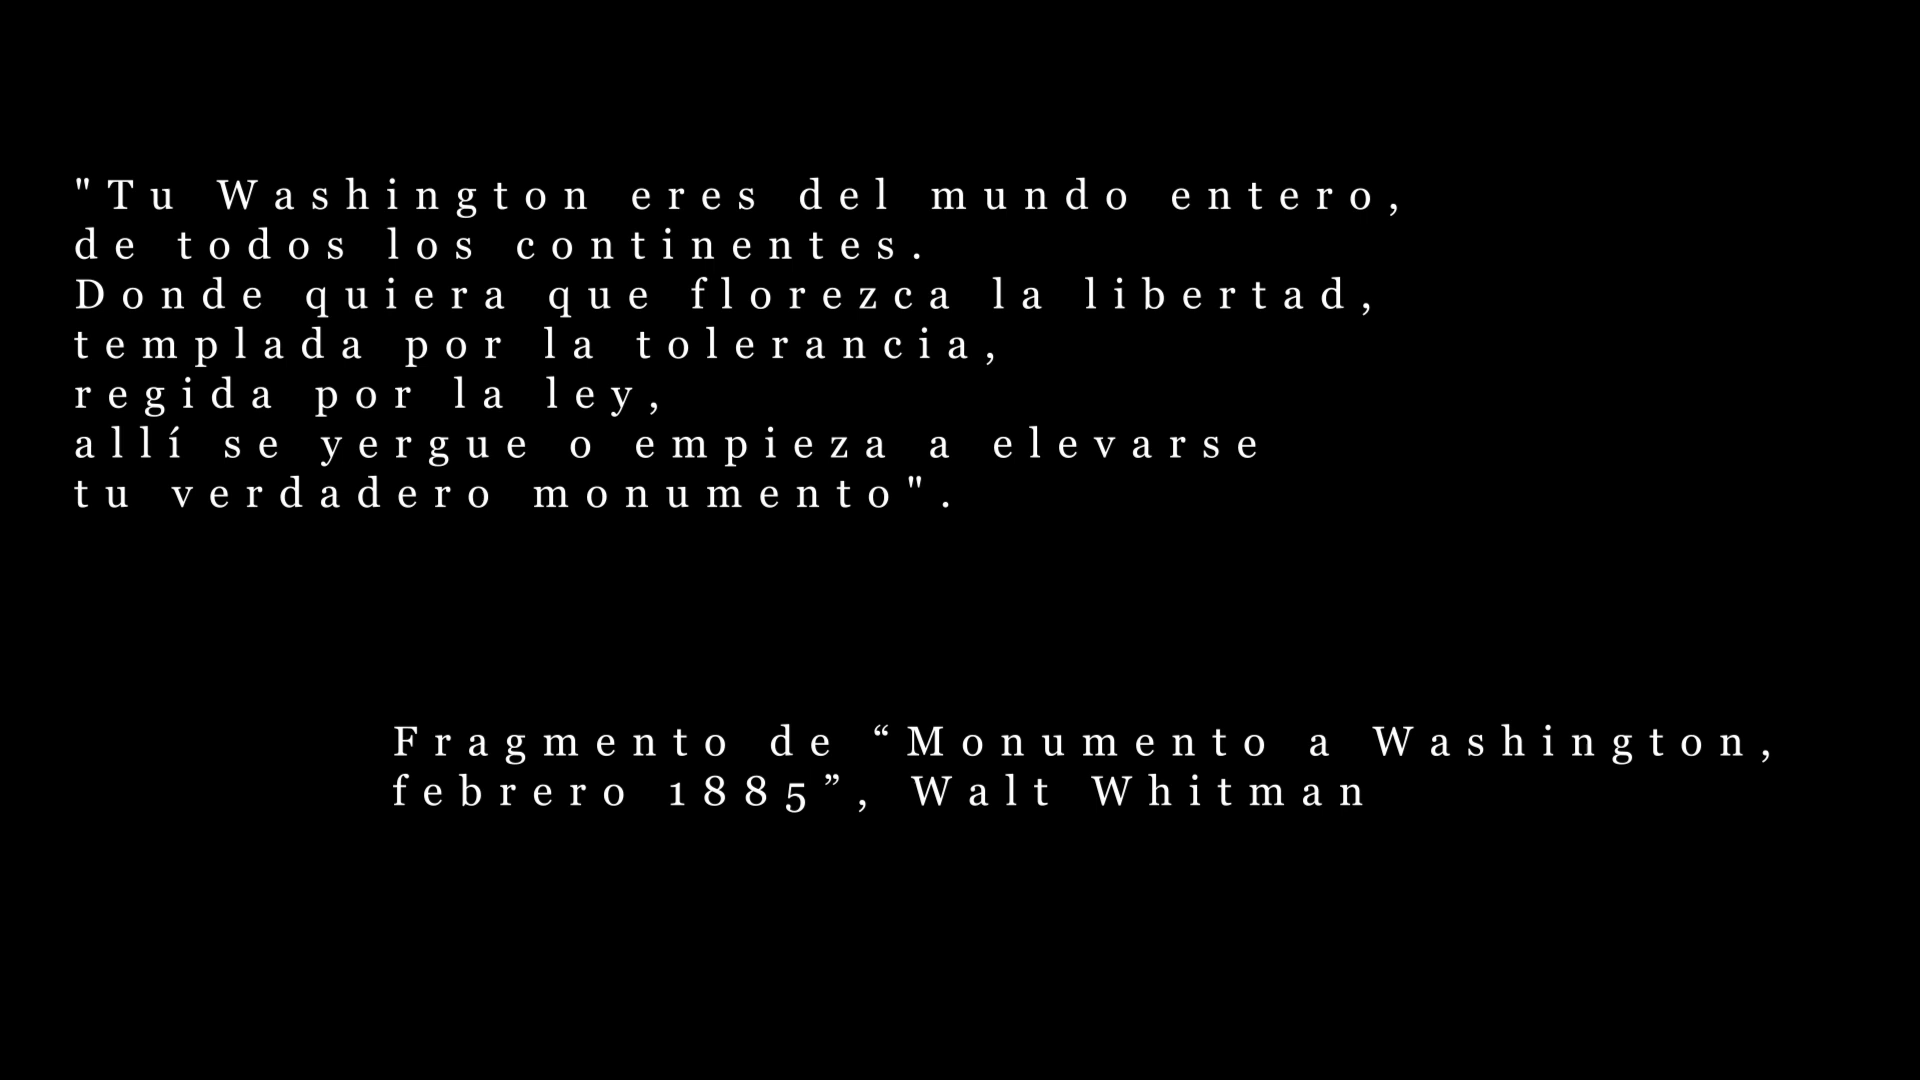 "Tu Washington eres del mundo entero,
de todos los continentes.
Donde quiera que florezca la libertad,
templada por la tolerancia,
regida por la ley,
allí se yergue o empieza a elevarse
tu verdadero monumento".
Fragmento de “Monumento a Washington,
febrero 1885”, Walt Whitman